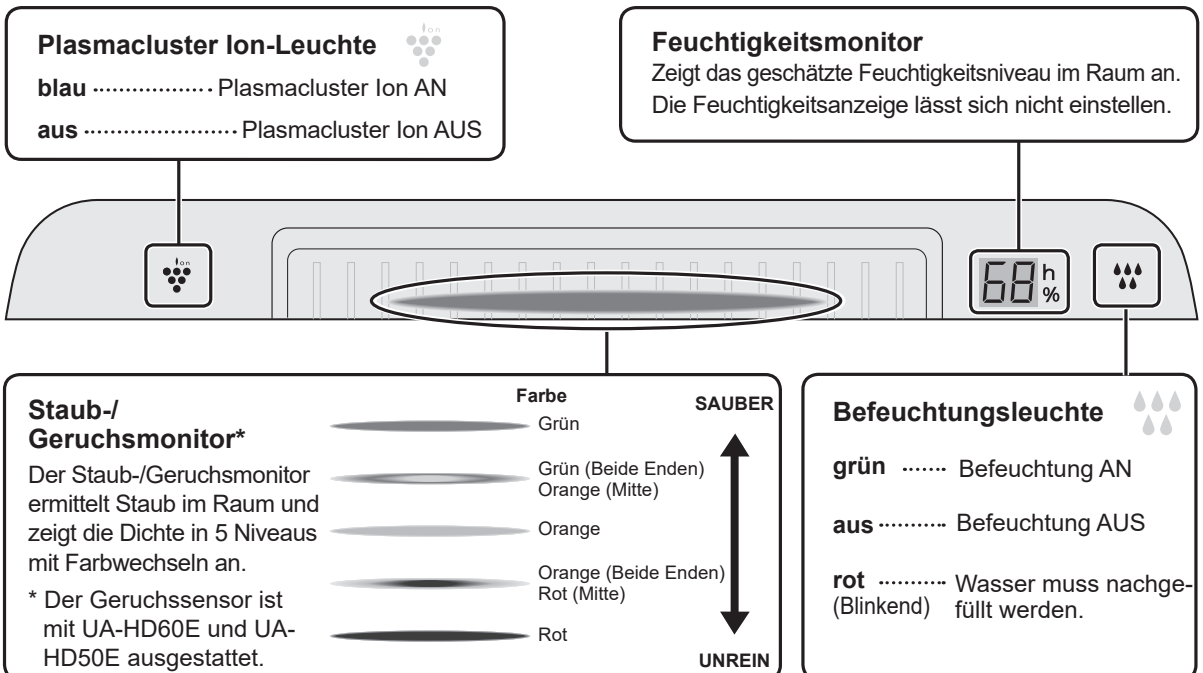 Plasmacluster Ion-Leuchte
Ion
blau .................. Plasmacluster Ion AN
aus ....................... Plasmacluster Ion AUS
Feuchtigkeitsmonitor
Zeigt das geschätzte Feuchtigkeitsniveau im Raum an.
Die Feuchtigkeitsanzeige lässt sich nicht einstellen.
Ion
68 h
%
Staub-/
Geruchsmonitor*
Der Staub-/Geruchsmonitor
ermittelt Staub im Raum und
zeigt die Dichte in 5 Niveaus
mit Farbwechseln an.
* Der Geruchssensor ist
mit UA-HD60E und UA-
HD50E ausgestattet.
Farbe
Grün
Grün (Beide Enden)
Orange (Mitte)
Orange
Orange (Beide Enden)
Rot (Mitte)
Rot
SAUBER
UNREIN
Befeuchtungsleuchte
grün ....... Befeuchtung AN
aus .......... Befeuchtung AUS
rot .......... Wasser muss nachge-
(Blinkend) füllt werden.